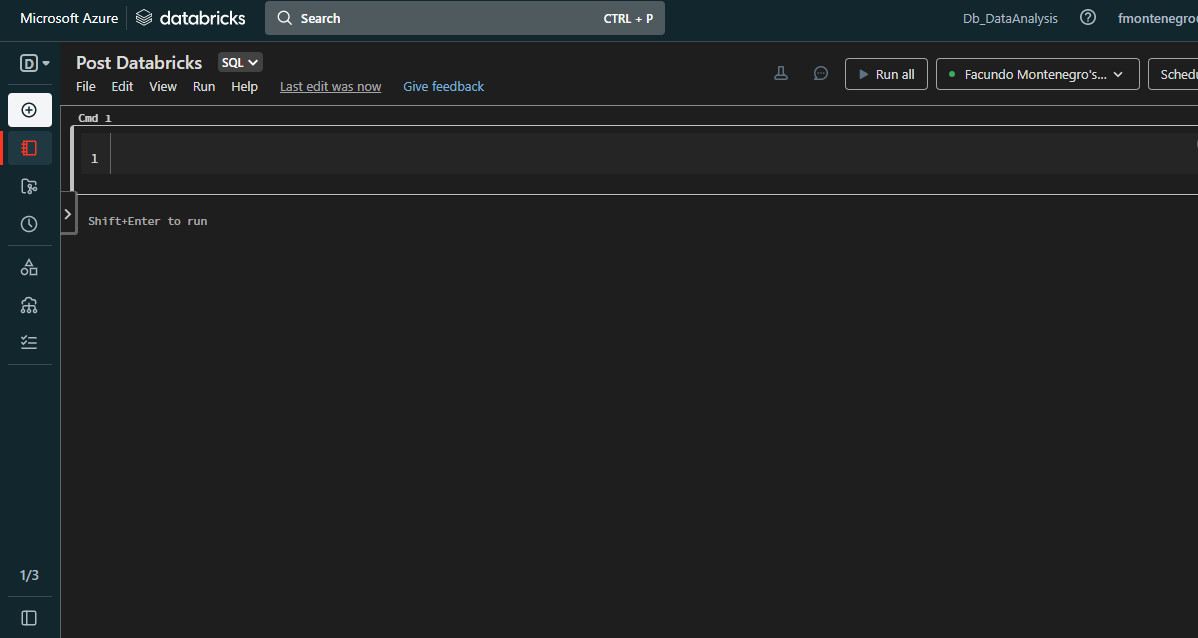 Microsoft Azure databricks Search CTRL + P Db_DataAnalysis ? fmontenegro
D Post Databricks SQL
File Edit View Run Help Last edit was now Give feedback Run all Facundo Montenegro's... Schedu
Cmd 1
1
Shift+Enter to run
1/3